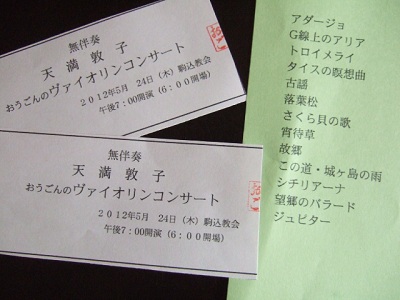 無伴奏
天満敦子
おうごんのヴァイオリンコンサート
2012年5月 24日(木)駒込教会
午後7:00開演(6:00開場)
無伴奏
天満敦子
おうごんのヴァイオリンコンサート
2012年5月 24日(木)駒込教会
午後7:00開演(6:00開場)
アダージョ
G線上のアリア
トロイメライ
タイスの瞑想曲
古謡
落葉松
さくら貝の歌
宵待草
故郷
この道・城ヶ島の雨
シチリアーナ
望郷のバラード
ジュピター